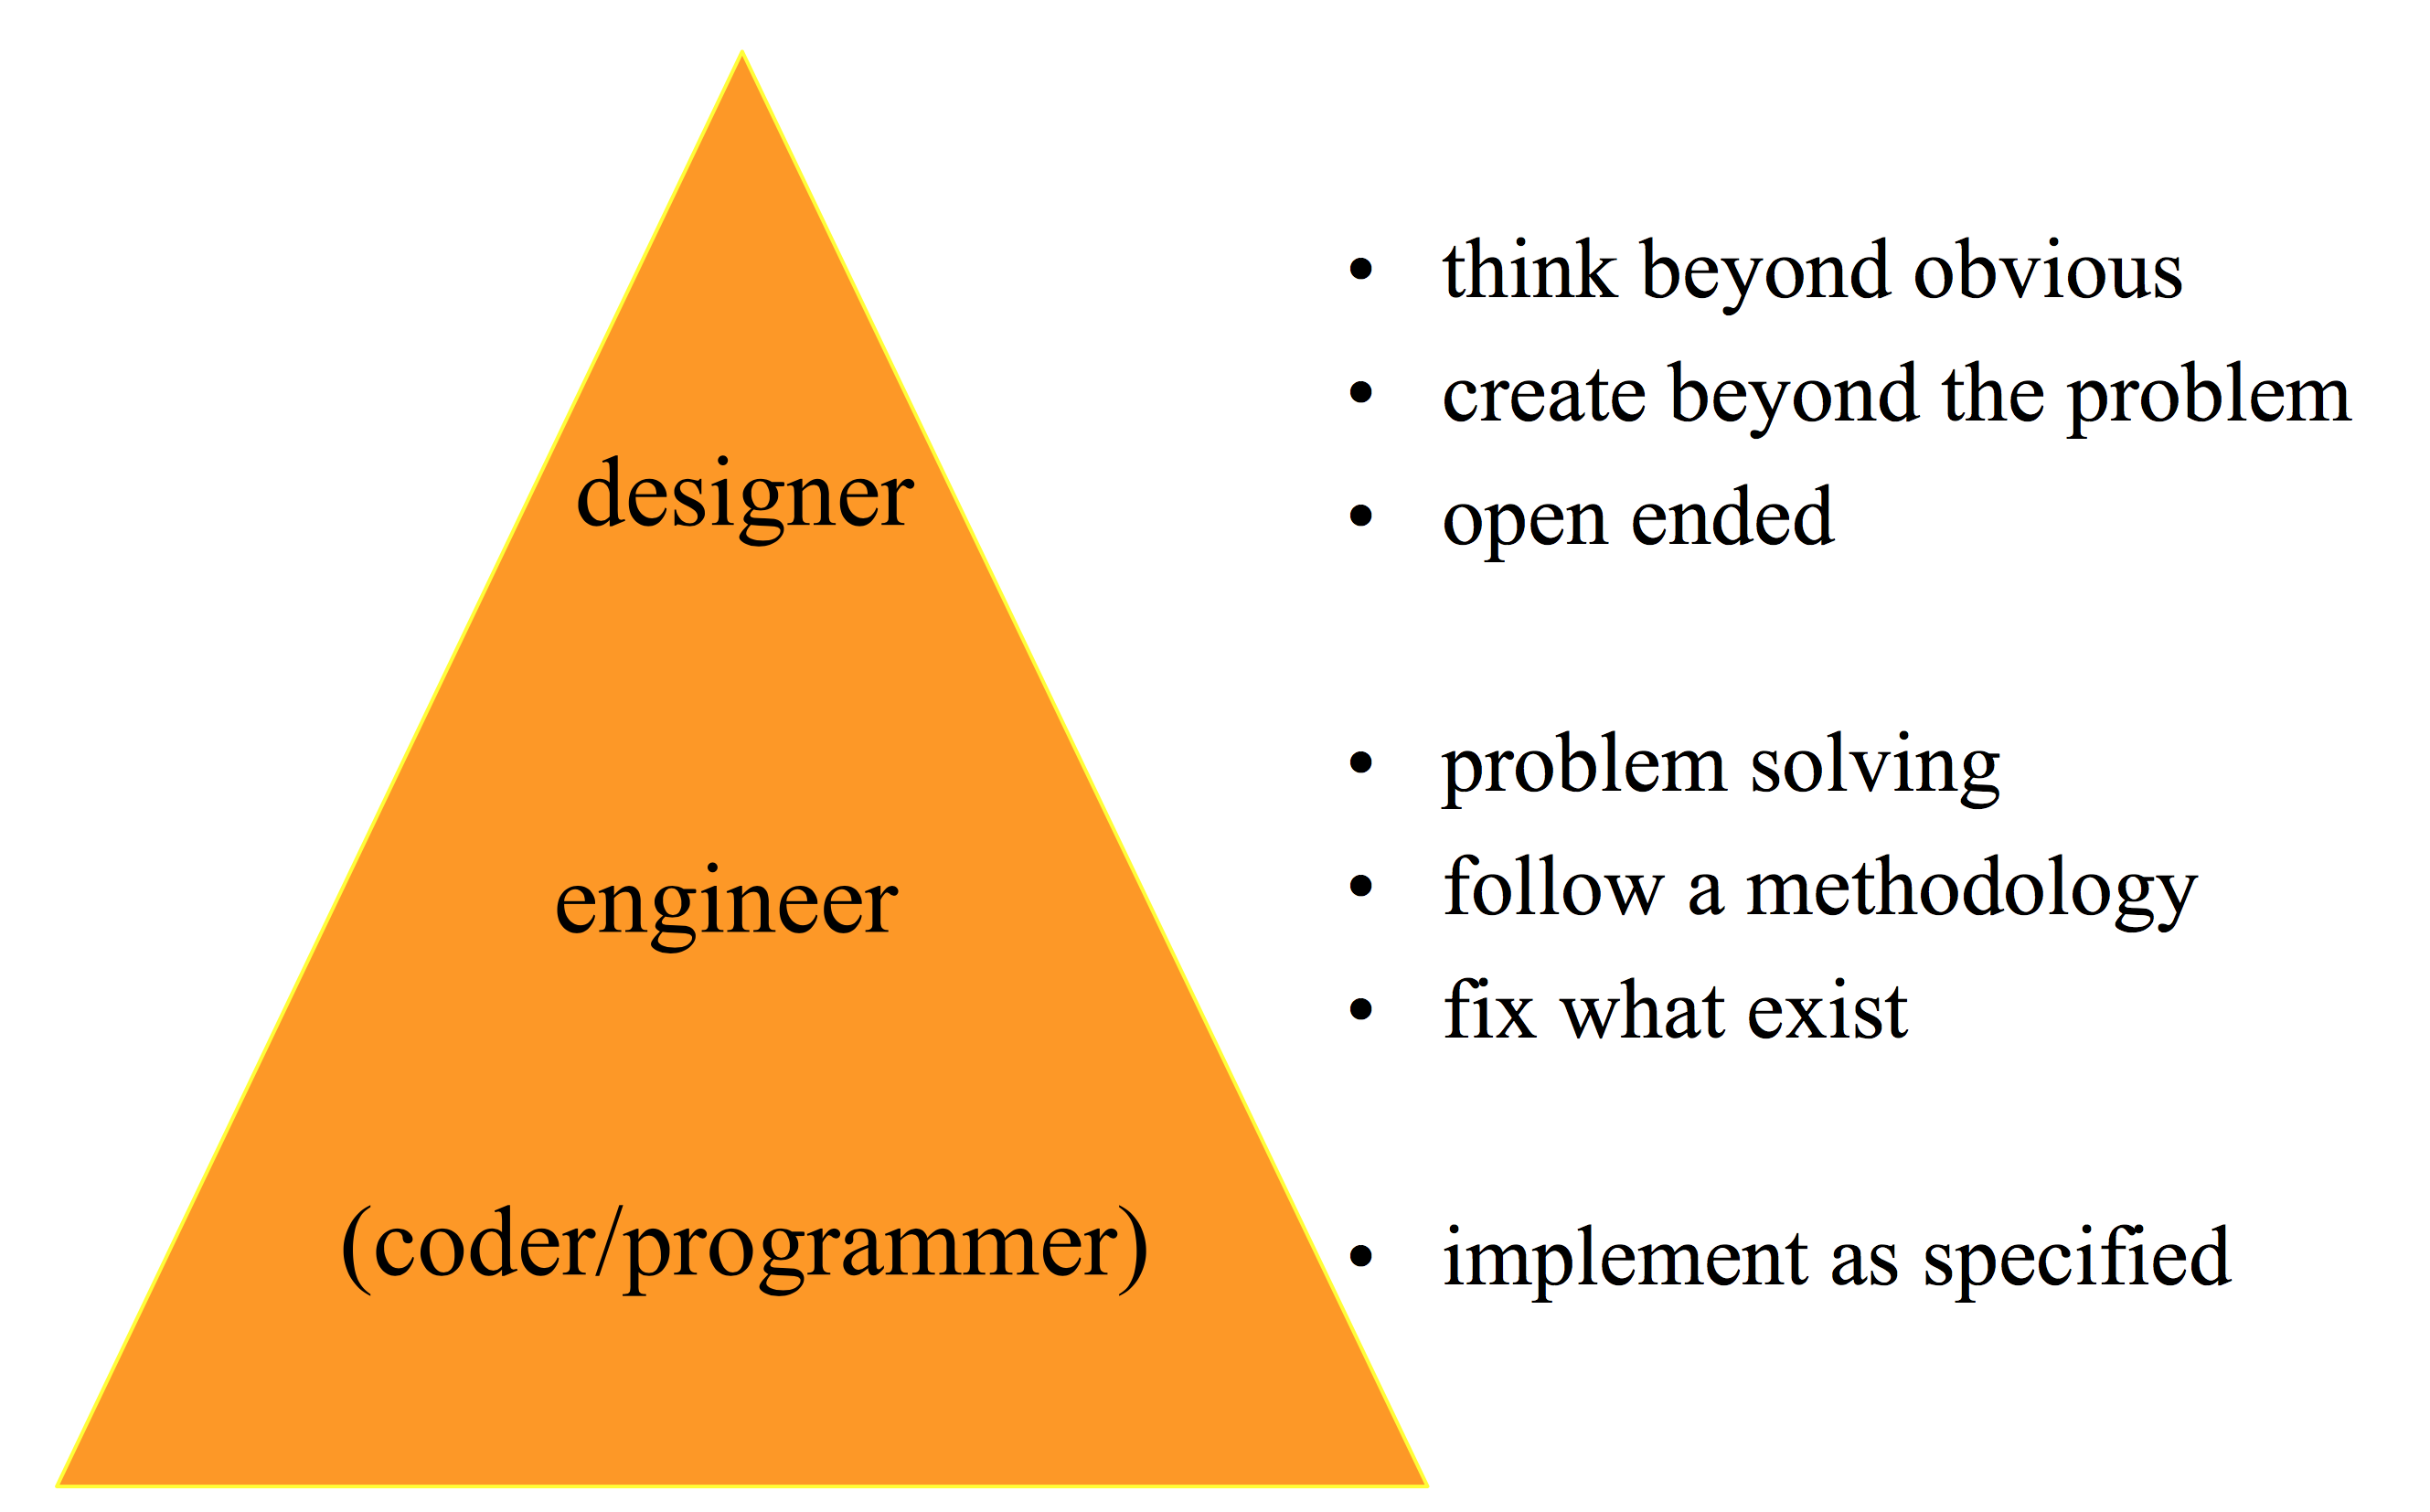 designer
• think beyond obvious
• create beyond the problem
• open ended
engineer
• problem solving
• follow a methodology
• fix what exist
(coder/programmer)
• implement as specified